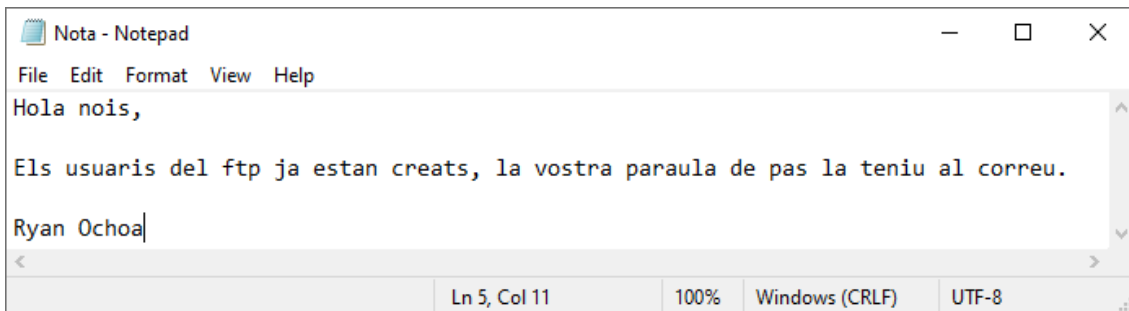 Nota - Notepad
File Edit Format View Help
Hola nois,
Els usuaris del ftp ja estan creats, la vostra paraula de pas la teniu al correu.
Ryan Ochoa
Ln 5, Col 11 100% Windows (CRLF) UTF-8